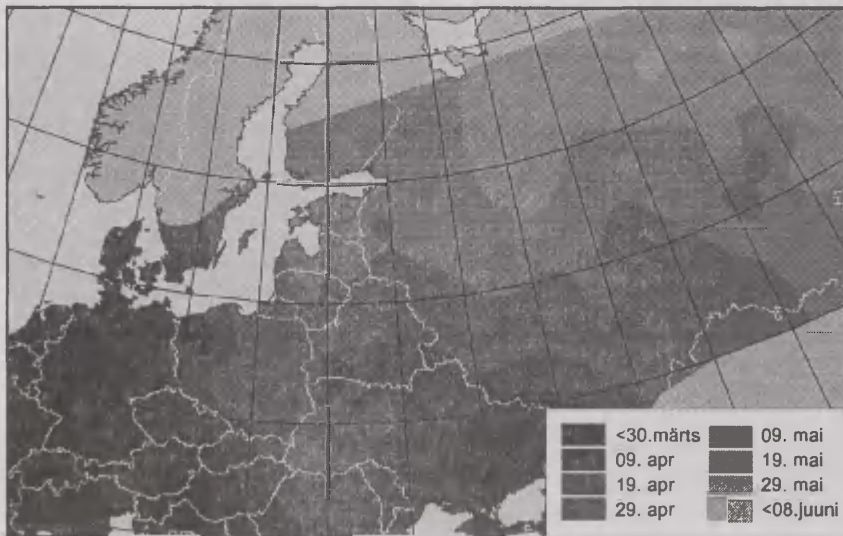 <30.märts
09. apr
19. apr
29. apr
09. mai
19. mai
29. mai
<08.juuni